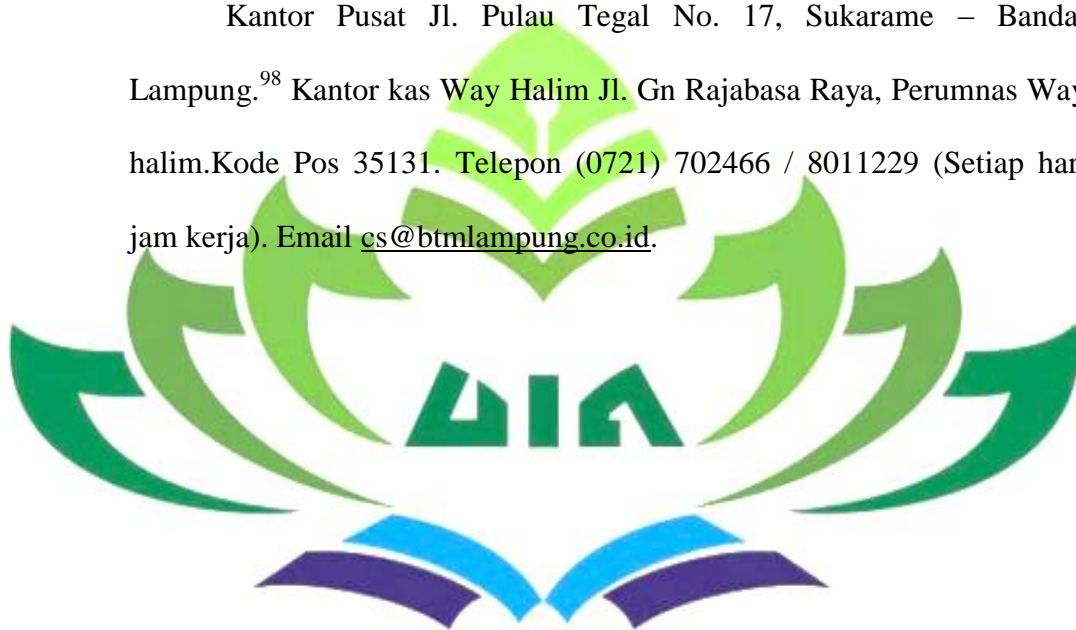 Kantor Pusat Jl. Pulau Tegal No. 17, Sukarame – Banda
Lampung.98 Kantor kas Way Halim Jl. Gn Rajabasa Raya, Perumnas Way
halim.Kode Pos 35131. Telepon (0721) 702466 / 8011229 (Setiap har
jam kerja). Email cs@btmlampung.co.id.
UIN